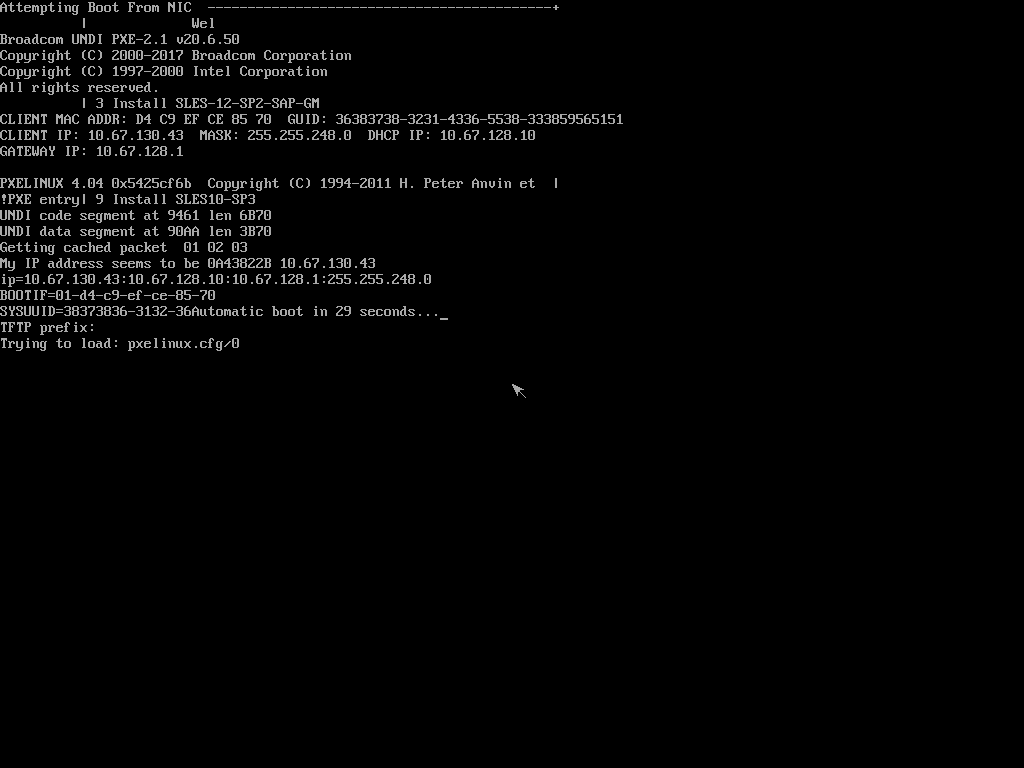 Attempting Boot From NIC  -------------------------------------------+
|             Wel
Broadcom UNDI PXE-2.1 v20.6.50
Copyright (C) 2000-2017 Broadcom Corporation
Copyright (C) 1997-2000 Intel Corporation
All rights reserved.
| 3 Install SLES-12-SP2-SAP-GM
CLIENT MAC ADDR: D4 C9 EF CE 85 70  GUID: 36383738-3231-4336-5538-333859565151
CLIENT IP: 10.67.130.43  MASK: 255.255.248.0  DHCP IP: 10.67.128.10
GATEWAY IP: 10.67.128.1
PXELINUX 4.04 0x5425cf6b  Copyright (C) 1994-2011 H. Peter Anvin et  |
!PXE entry| 9 Install SLES10-SP3
UNDI code segment at 9461 len 6B70
UNDI data segment at 90AA len 3B70
Getting cached packet  01 02 03
My IP address seems to be 0A43822B 10.67.130.43
ip=10.67.130.43:10.67.128.10:10.67.128.1:255.255.248.0
BOOTIF=01-d4-c9-ef-ce-85-70
SYSUUID=38373836-3132-36Automatic boot in 29 seconds..._
TFTP prefix:
Trying to load: pxelinux.cfg/0